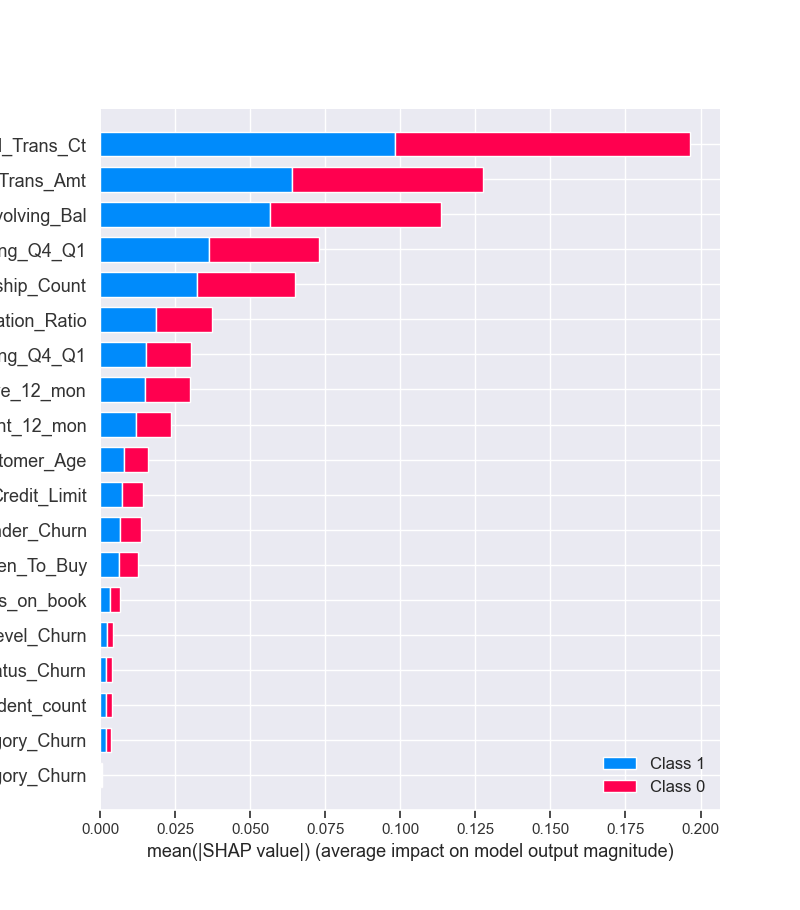 l_Trans_Ct
Trans_Amt
volving_Bal
ng_Q4_Q1
ship_Count
ation_Ratio
ng_Q4_Q1
e_12_mon
nt_12_mon
tomer_Age
Credit_Limit
nder_Churn
en_To_Buy
s_on_book
evel_Churn
atus_Churn
dent_count
gory_Churn
gory_Churn
Class 1
Class 0
0.000 0.025 0.050 0.075 0.100 0.125 0.150 0.175 0.200
mean(|SHAP value|) (average impact on model output magnitude)